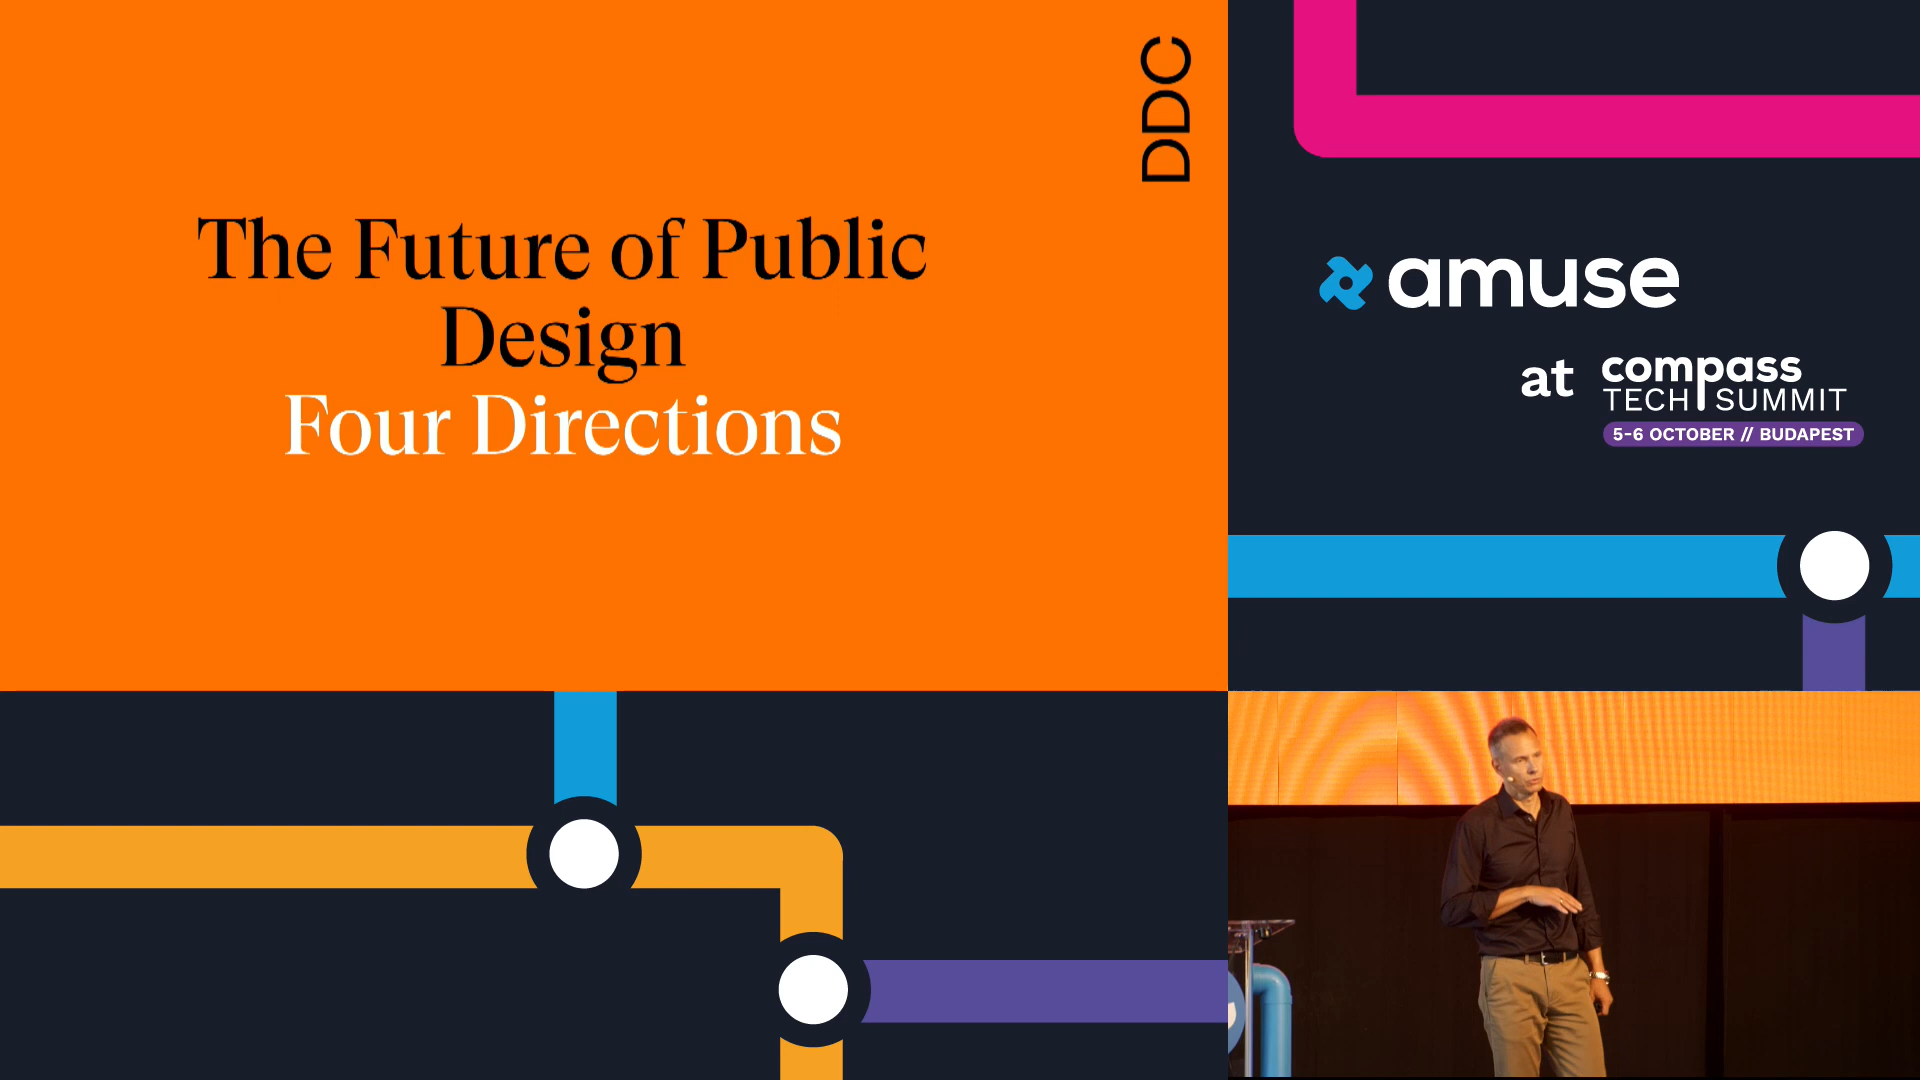 DDC
The Future of Public
Design
Four Directions
amuse
at compass
TECH SUMMIT
5-6 OCTOBER // BUDAPEST